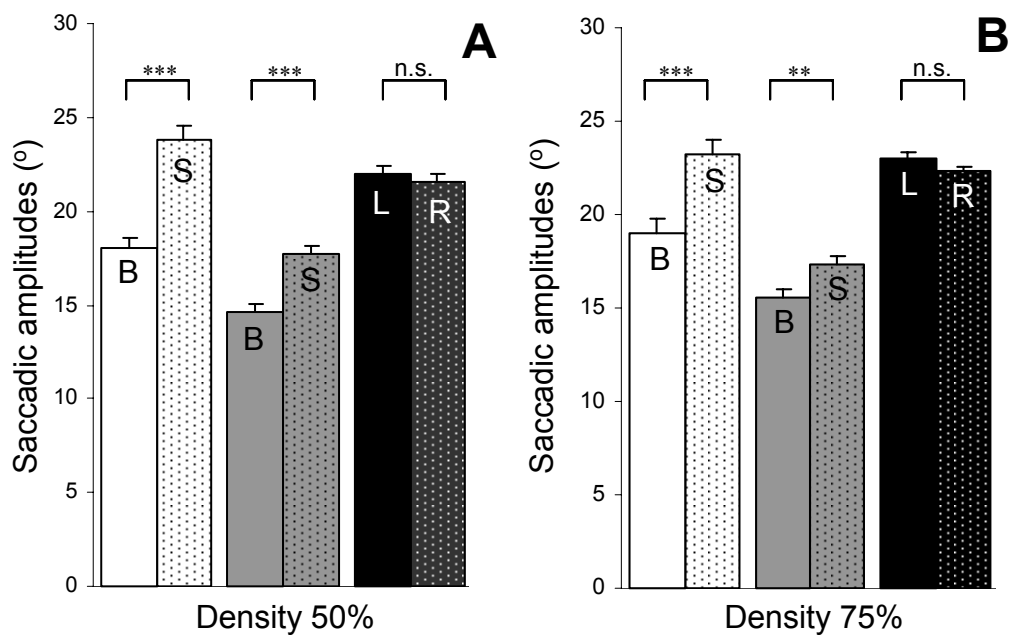 A
30
25
20
15
10
5
0
Saccadic amplitudes (º)
***
***
n.s.
B
S
B
S
L
R
Density 50%
B
30
25
20
15
10
5
0
Saccadic amplitudes (º)
***
**
n.s.
B
S
B
S
L
R
Density 75%